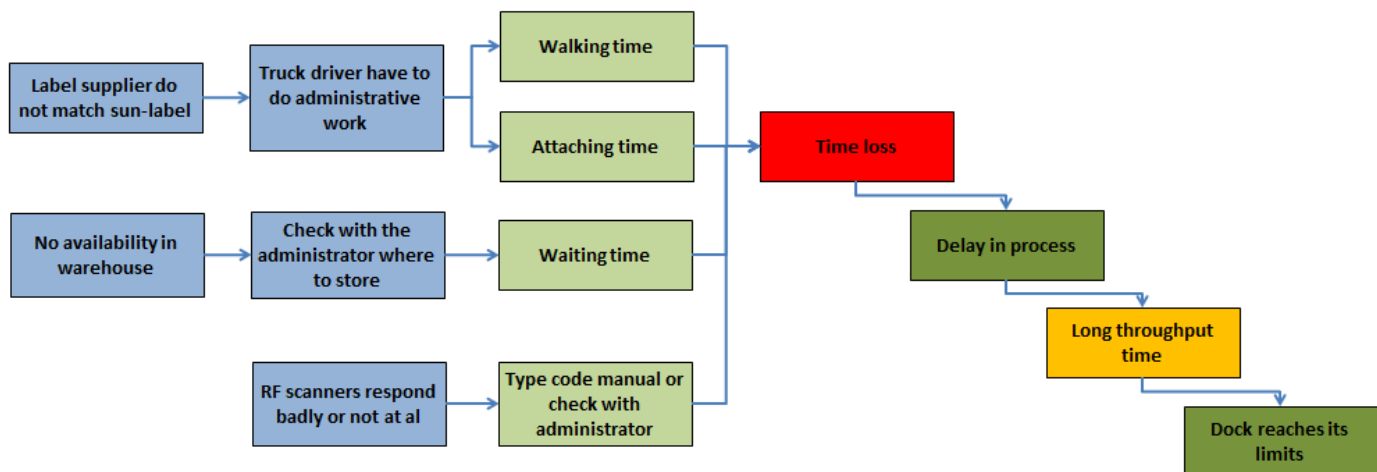 Label supplier do
not match sun-label
Truck driver have to
do administrative
work
Walking time
Attaching time
Time loss
No availability in
warehouse
Check with the
administrator where
to store
Waiting time
Delay in process
RF scanners respond
badly or not at al
Type code manual or
check with
administrator
Long throughput
time
Dock reaches its
limits